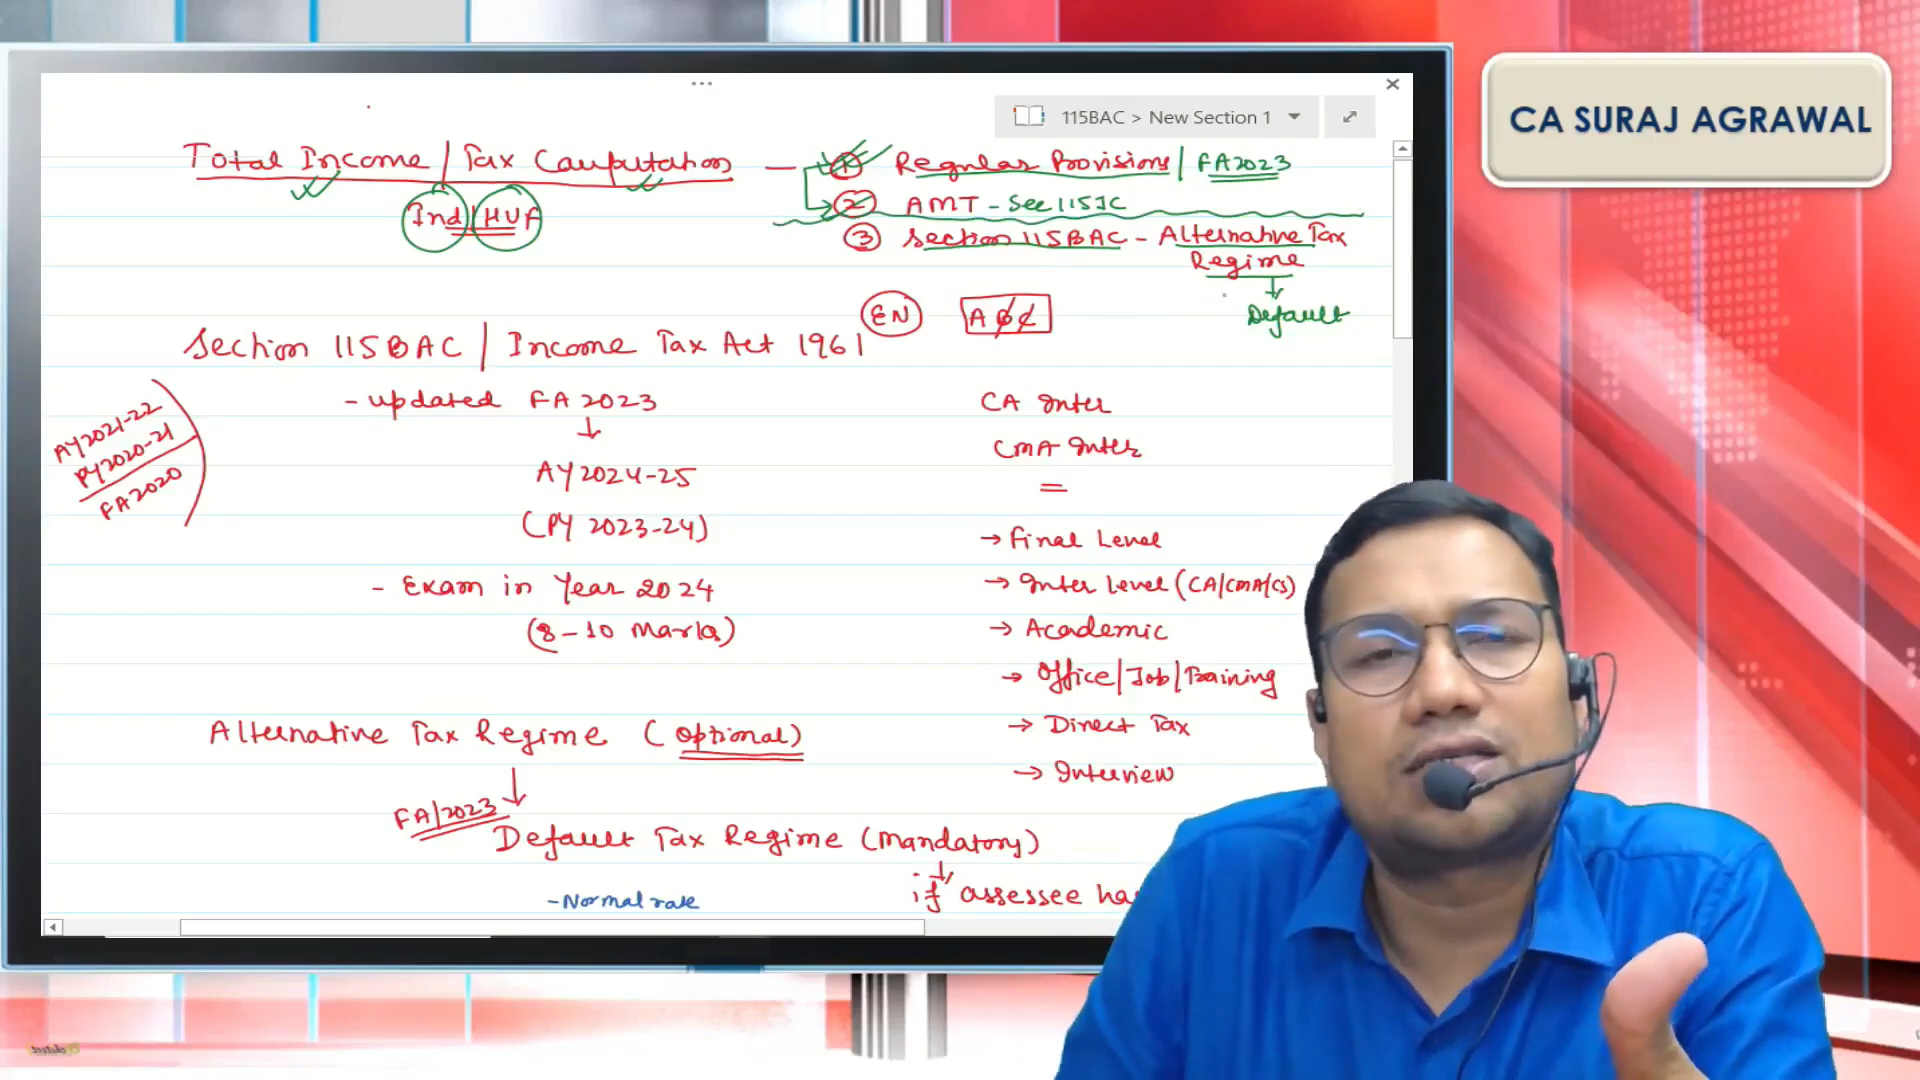 CA SURAJ AGRAWAL
115BAC > New Section 1
Total Income / Tax Computation — ① Regular Provisions / FA2023
Ind / HUF
② AMT - Sec 115JC
③ Section 115BAC - Alternative Tax
Regime
Default
EN
Section 115BAC / Income Tax Act 1961
- updated FA 2023
AY 2024-25
(PY 2023-24)
- Exam in Year 2024
(8-10 Marks)
AY2021-22
PY2020-21
FA2020
CA Inter
CMA Inter
=
→ Final Level
→ Inter Level (CA/CMA/CS)
→ Academic
→ Office/Job/Training
→ Direct Tax
→ Interview
Alternative Tax Regime (Optional)
FA/2023
Default Tax Regime (Mandatory)
- Normal rate
if assessee ha